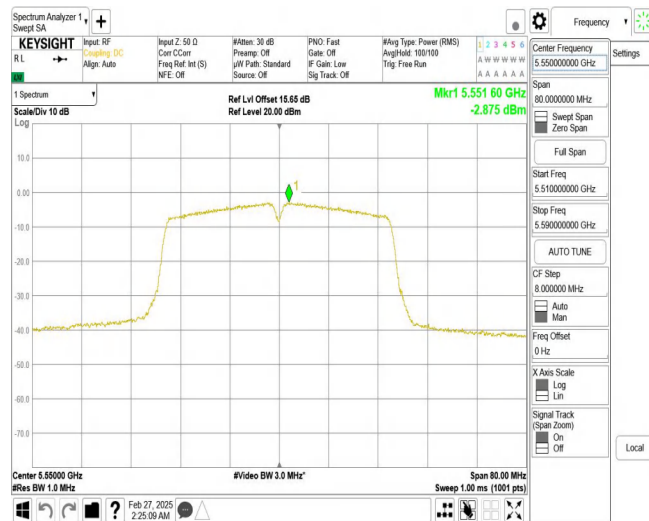 Spectrum Analyzer 1
Swept SA
+
Frequency
KEYSIGHT
RL
Input: RF
Coupling: DC
Align: Auto
Input Z: 50 Ω
Corr CCorr
Freq Ref: Int (S)
NFE: Off
#Atten: 30 dB
Preamp: Off
µW Path: Standard
Source: Off
PNO: Fast
Gate: Off
IF Gain: Low
Sig Track: Off
#Avg Type: Power (RMS)
Avg|Hold: 100/100
Trig: Free Run
1 2 3 4 5 6
A W W W W W
A A A A A A
1 Spectrum
Scale/Div 10 dB
Log
Ref Lvl Offset 15.65 dB
Ref Level 20.00 dBm
Mkr1 5.551 60 GHz
-2.875 dBm
10.0
0.00
-10.0
-20.0
-30.0
-40.0
-50.0
-60.0
-70.0
1
Center 5.55000 GHz
#Res BW 1.0 MHz
#Video BW 3.0 MHz*
Span 80.00 MHz
Sweep 1.00 ms (1001 pts)
Feb 27, 2025
2:25:09 AM
?
Center Frequency
5.550000000 GHz
Span
80.0000000 MHz
Swept Span
Zero Span
Full Span
Start Freq
5.510000000 GHz
Stop Freq
5.590000000 GHz
AUTO TUNE
CF Step
8.000000 MHz
Auto
Man
Freq Offset
0 Hz
X Axis Scale
Log
Lin
Signal Track
(Span Zoom)
On
Off
Settings
Local